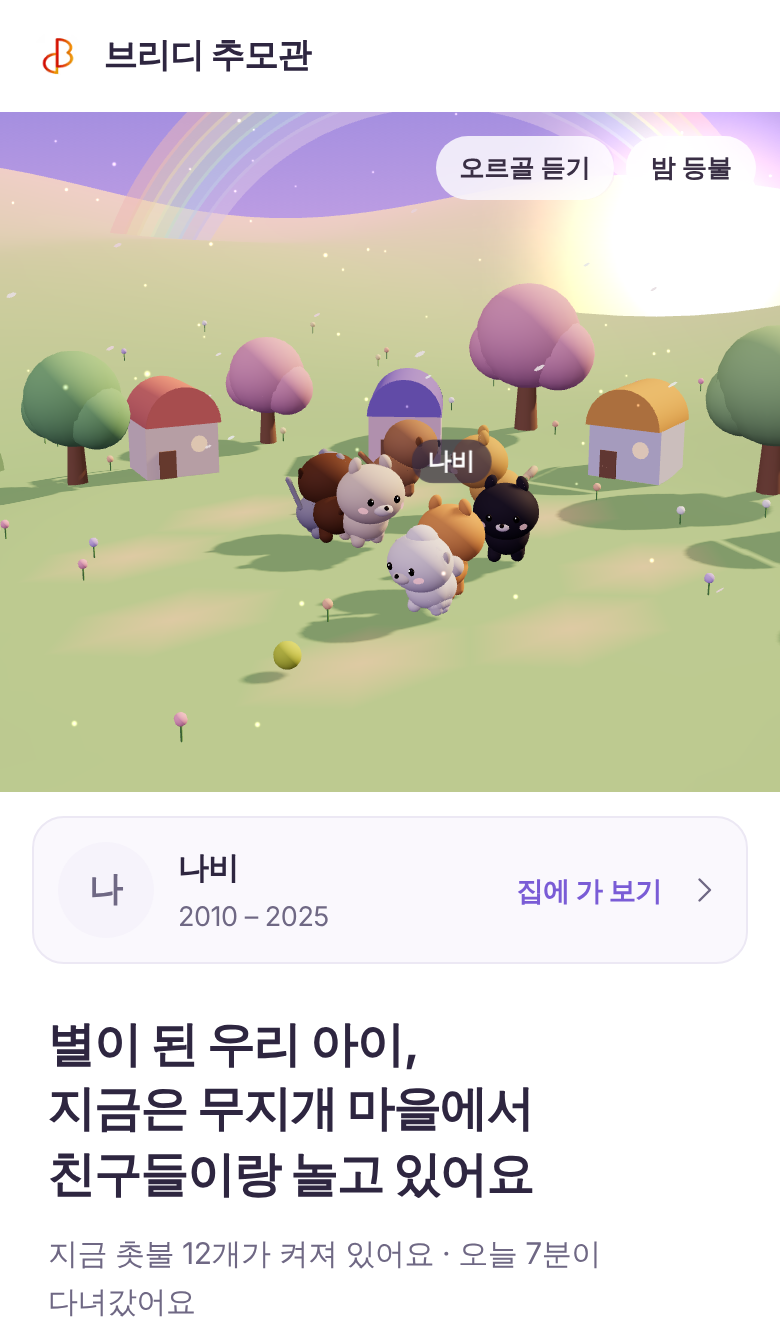 브리디 추모관
오르골 듣기
밤 등불
나비
나
나비
2010 – 2025
집에 가 보기
별이 된 우리 아이,
지금은 무지개 마을에서
친구들이랑 놀고 있어요
지금 촛불 12개가 켜져 있어요 · 오늘 7분이
다녀갔어요